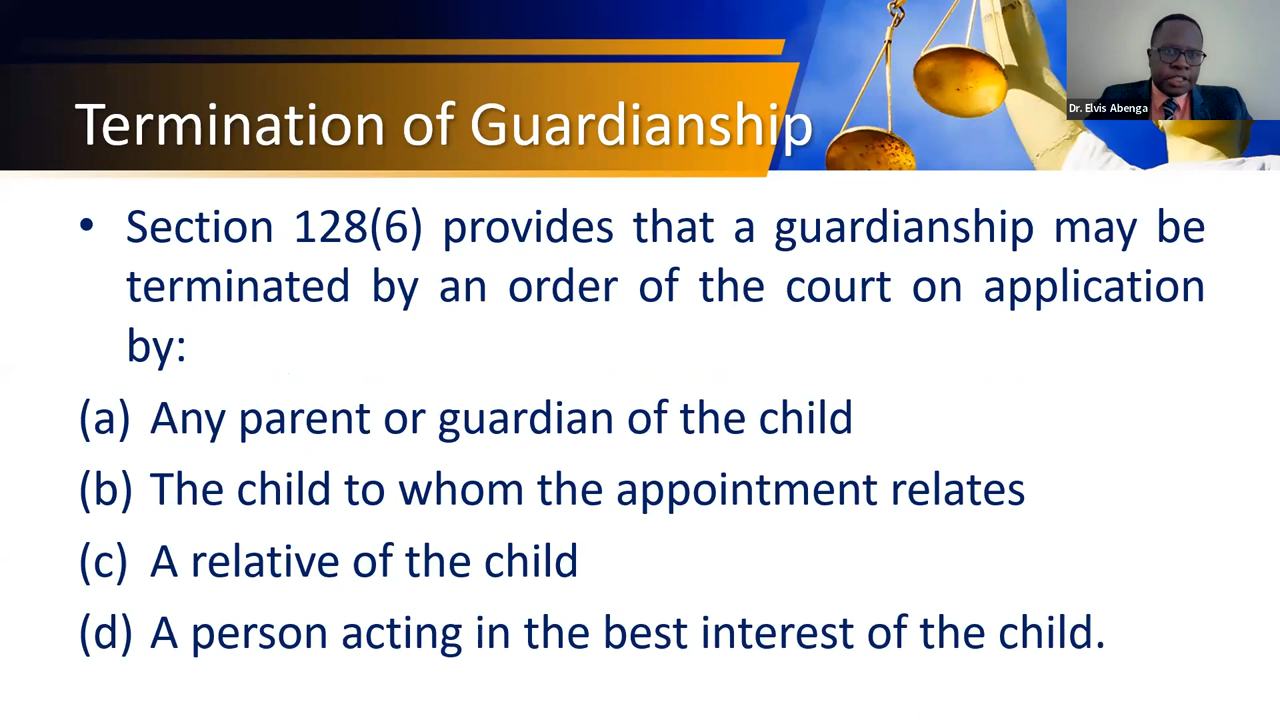 Termination of Guardianship
Dr. Elvis Abenga
• Section 128(6) provides that a guardianship may be
terminated by an order of the court on application
by:
(a) Any parent or guardian of the child
(b) The child to whom the appointment relates
(c) A relative of the child
(d) A person acting in the best interest of the child.